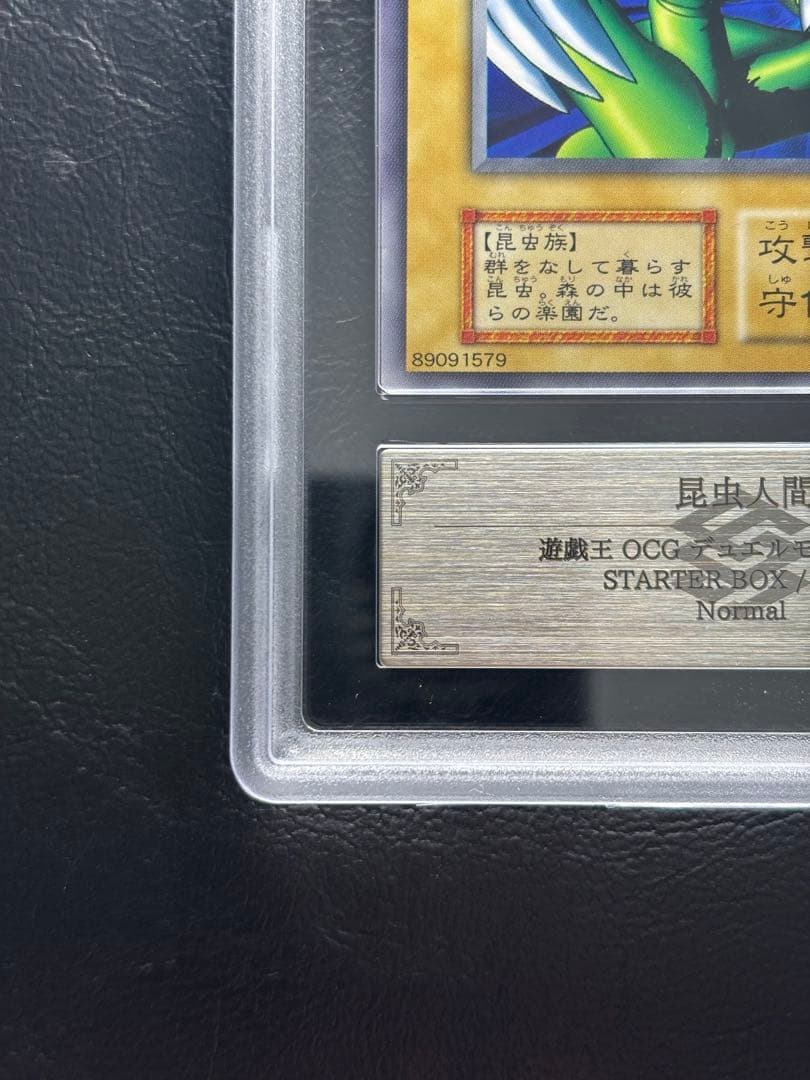 【昆虫族】
群をなして暮らす
昆虫。森の中は彼
らの楽園だ。
攻
守
89091579
昆虫人間
遊戯王 OCG デュエルモ
STARTER BOX /
Normal